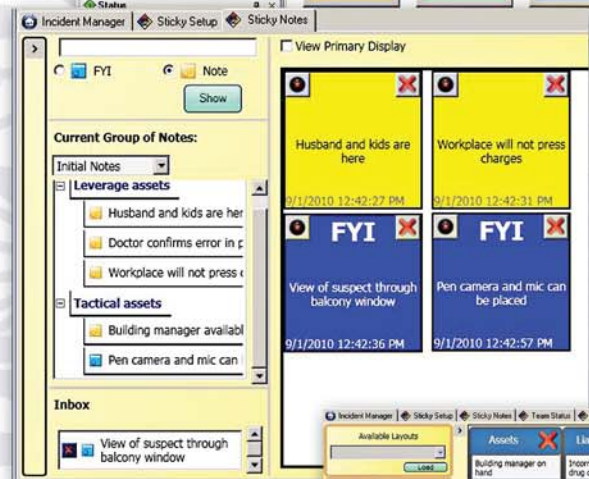 Status
Incident Manager Sticky Setup Sticky Notes
View Primary Display
FYI Note
Show
Current Group of Notes:
Initial Notes
Leverage assets
Husband and kids are her
Doctor confirms error in p
Workplace will not press
Tactical assets
Building manager availabl
Pen camera and mic can
Inbox
View of suspect through
balcony window
Husband and kids are
here
9/1/2010 12:42:27 PM
Workplace will not press
charges
9/1/2010 12:42:31 PM
FYI
View of suspect through
balcony window
9/1/2010 12:42:36 PM
FYI
Pen camera and mic can
be placed
9/1/2010 12:42:57 PM
Incident Manager Sticky Setup Sticky Notes Team Status
Available Layouts
Load
Assets
Building manager on
hand